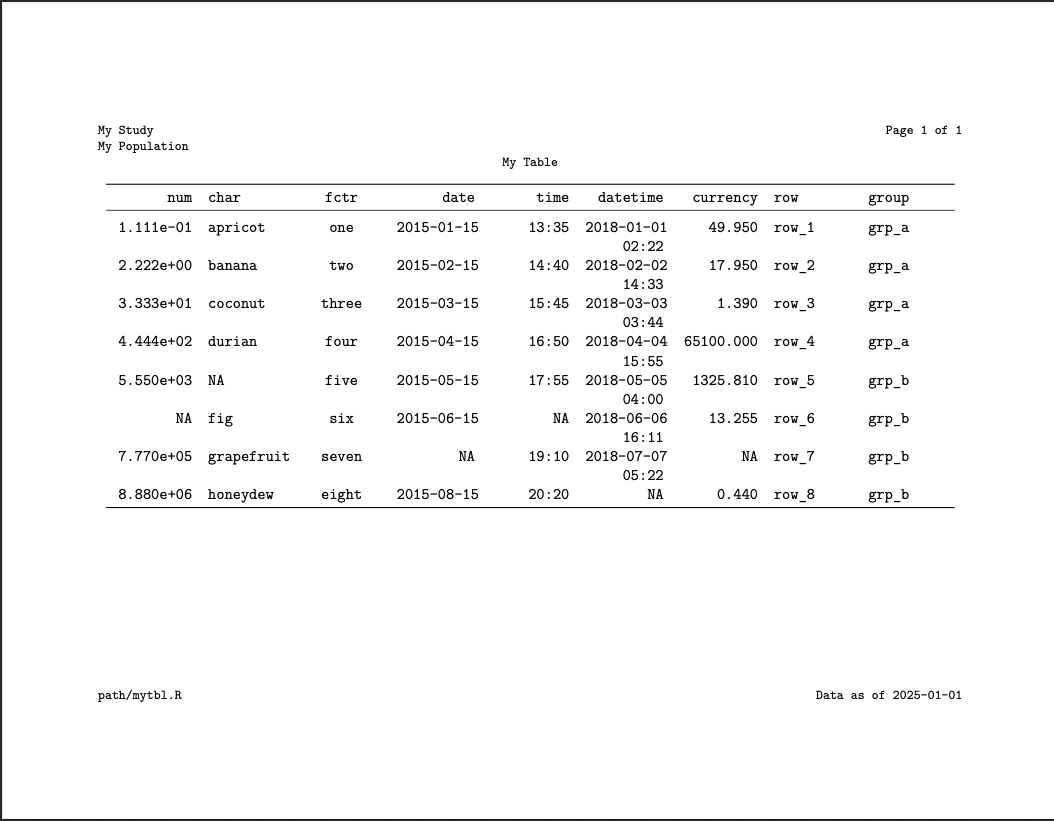 My Study Page 1 of 1
My Population
My Table
num char fctr date time datetime currency row group
1.111e-01 apricot one 2015-01-15 13:35 2018-01-01 49.950 row_1 grp_a
02:22
2.222e+00 banana two 2015-02-15 14:40 2018-02-02 17.950 row_2 grp_a
14:33
3.333e+01 coconut three 2015-03-15 15:45 2018-03-03 1.390 row_3 grp_a
03:44
4.444e+02 durian four 2015-04-15 16:50 2018-04-04 65100.000 row_4 grp_a
15:55
5.550e+03 NA five 2015-05-15 17:55 2018-05-05 1325.810 row_5 grp_b
04:00
NA fig six 2015-06-15 NA 2018-06-06 13.255 row_6 grp_b
16:11
7.770e+05 grapefruit seven NA 19:10 2018-07-07 NA row_7 grp_b
05:22
8.880e+06 honeydew eight 2015-08-15 20:20 NA 0.440 row_8 grp_b
path/mytbl.R Data as of 2025-01-01